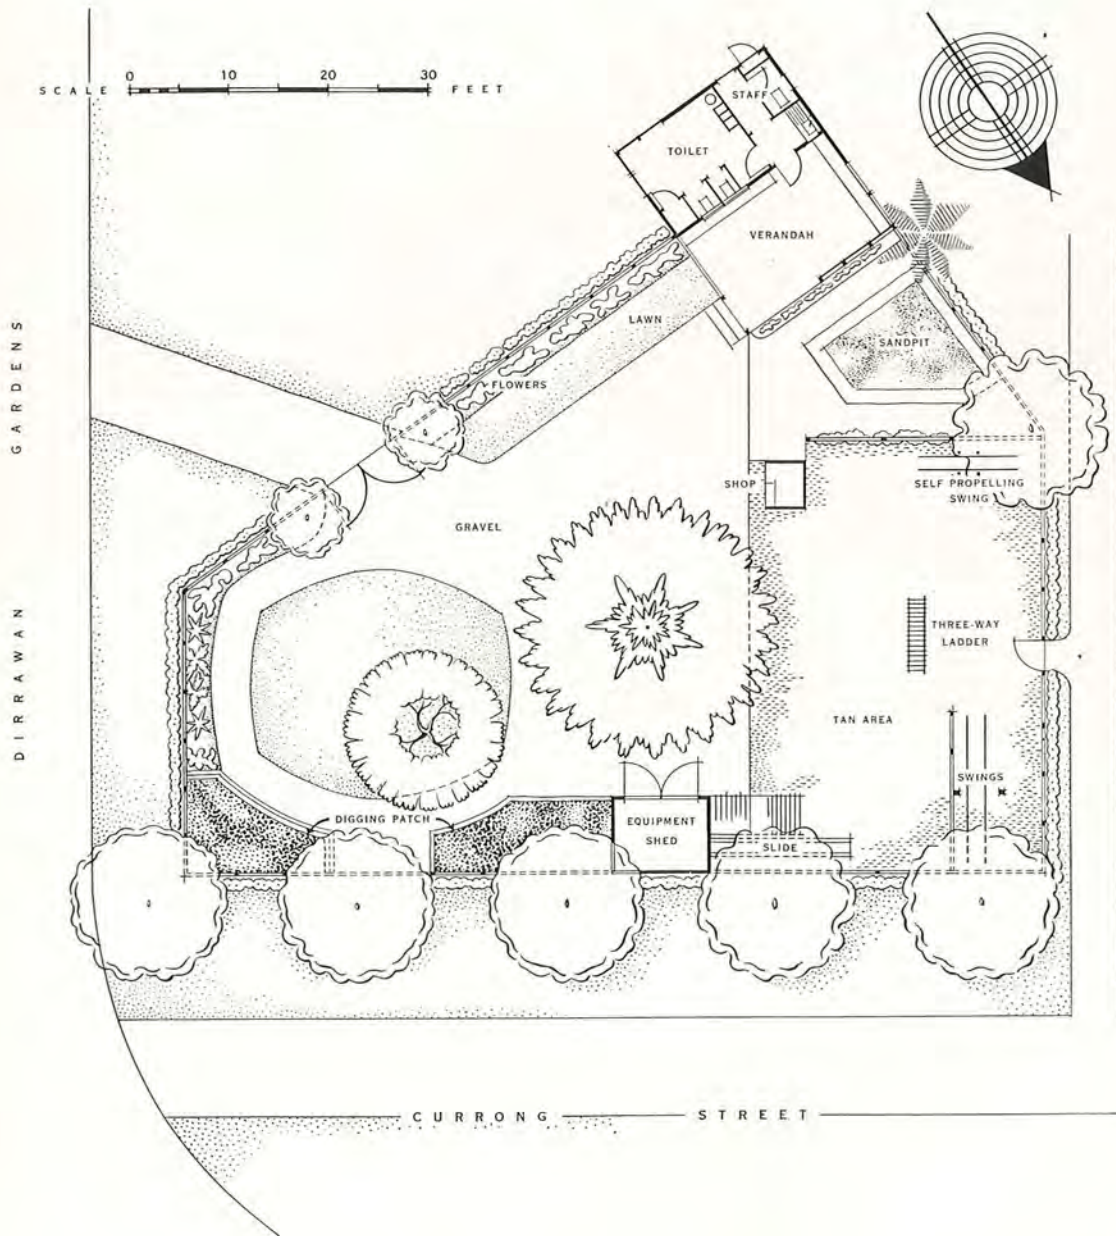 0 10 20 30
SCALE FEET
STAFF
TOILET
VERANDAH
LAWN
SANDPIT
FLOWERS
SHOP
SELF PROPELLING
SWING
GRAVEL
THREE-WAY
LADDER
TAN AREA
SWINGS
DIGGING PATCH
EQUIPMENT
SHED
SLIDE
DIRRAWAN GARDENS
CURRONG STREET